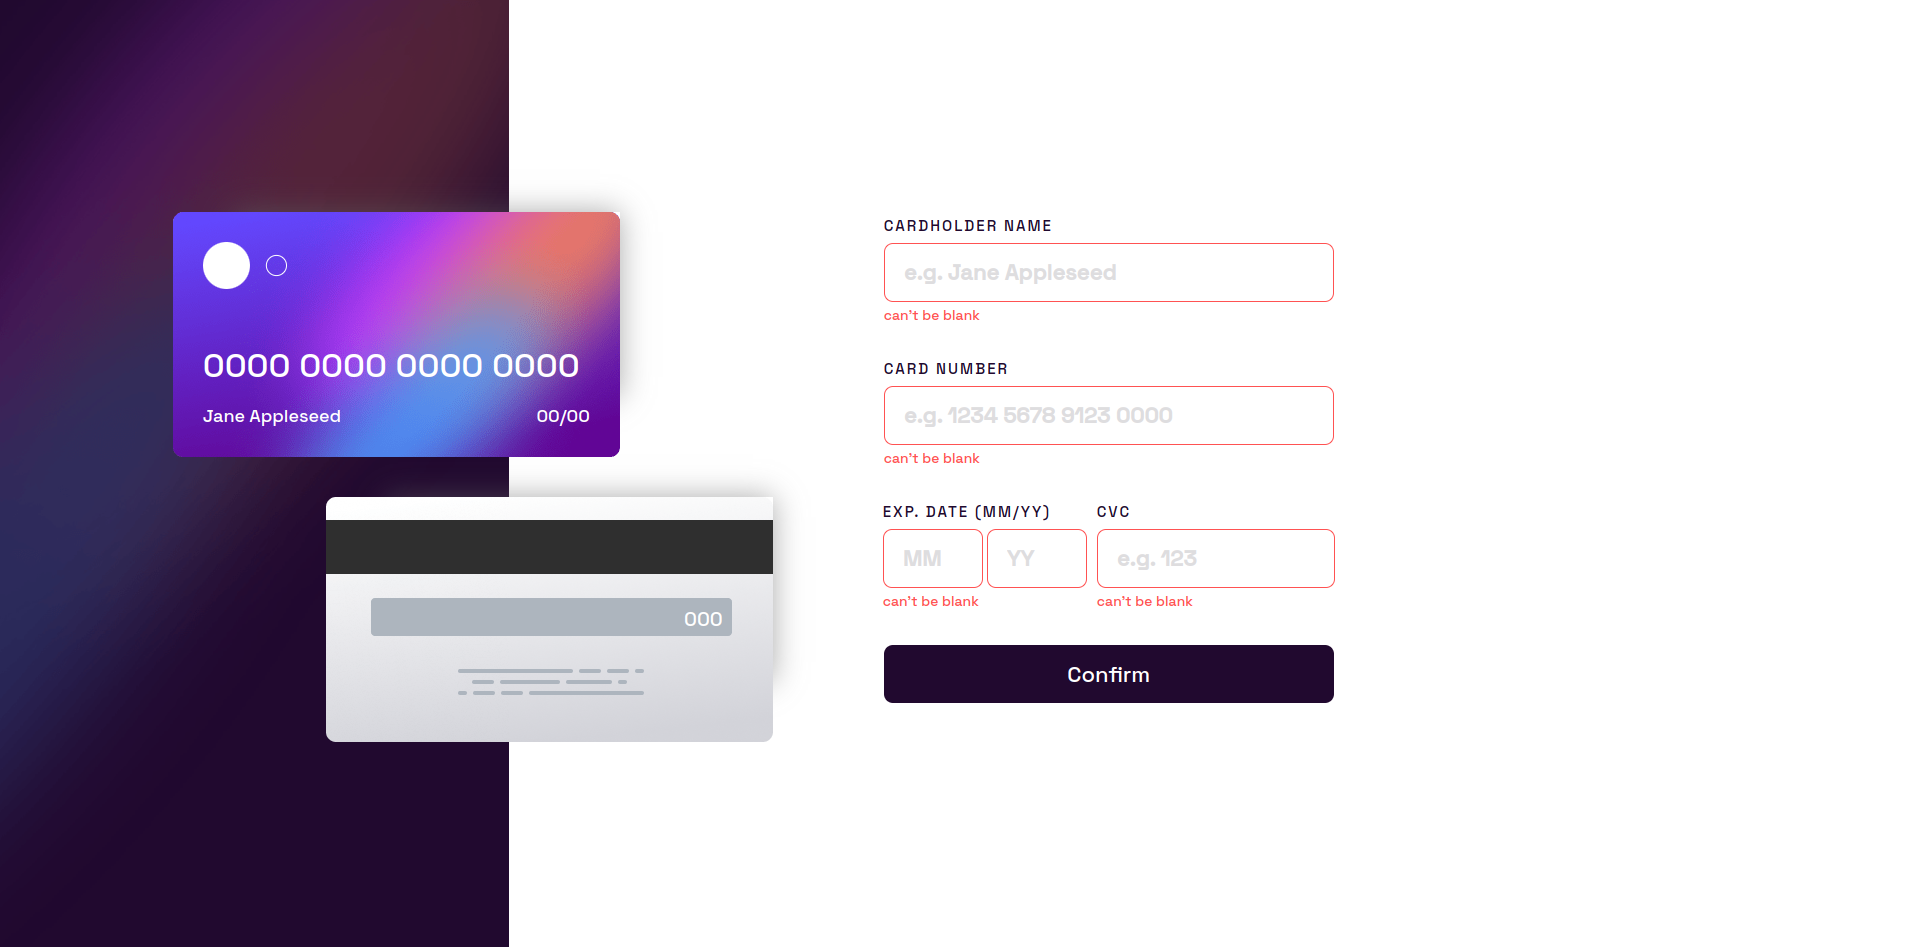 0000 0000 0000 0000
Jane Appleseed 00/00
000
CARDHOLDER NAME
e.g. Jane Appleseed
can't be blank
CARD NUMBER
e.g. 1234 5678 9123 0000
can't be blank
EXP. DATE (MM/YY) CVC
MM YY e.g. 123
can't be blank can't be blank
Confirm